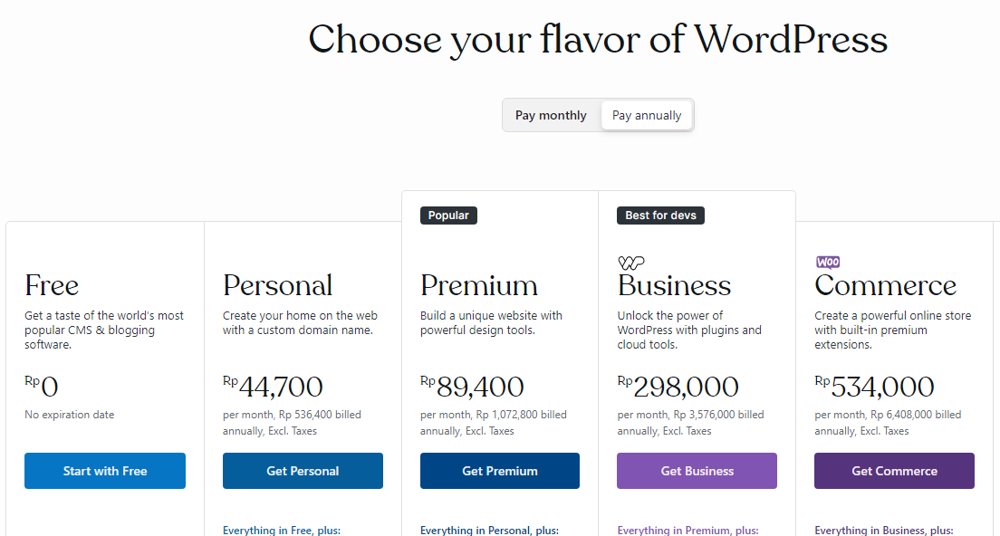 Choose your flavor of WordPress
Pay monthly
Pay annually
Free
Get a taste of the world's most
popular CMS & blogging
software.
Rp0
No expiration date
Start with Free
Personal
Create your home on the web
with a custom domain name.
Rp44,700
per month, Rp 536,400 billed
annually, Excl. Taxes
Get Personal
Everything in Free, plus:
Popular
Premium
Build a unique website with
powerful design tools.
Rp89,400
per month, Rp 1,072,800 billed
annually, Excl. Taxes
Get Premium
Everything in Personal, plus:
Best for devs
WP
Business
Unlock the power of
WordPress with plugins and
cloud tools.
Rp298,000
per month, Rp 3,576,000 billed
annually, Excl. Taxes
Get Business
Everything in Premium, plus:
WOO
Commerce
Create a powerful online store
with built-in premium
extensions.
Rp534,000
per month, Rp 6,408,000 billed
annually, Excl. Taxes
Get Commerce
Everything in Business, plus: